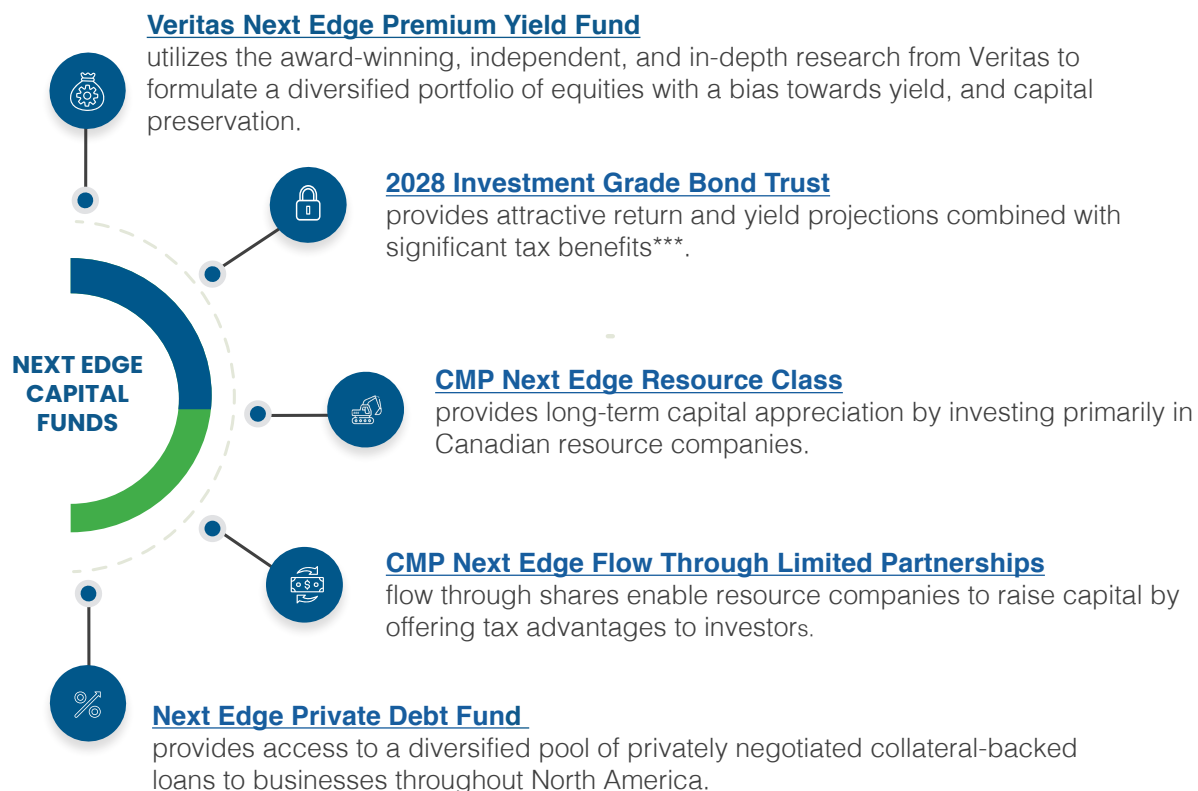 Veritas Next Edge Premium Yield Fund
utilizes the award-winning, independent, and in-depth research from Veritas to
formulate a diversified portfolio of equities with a bias towards yield, and capital
preservation.
2028 Investment Grade Bond Trust
provides attractive return and yield projections combined with
significant tax benefits***.
NEXT EDGE
CAPITAL
FUNDS
CMP Next Edge Resource Class
provides long-term capital appreciation by investing primarily in
Canadian resource companies.
CMP Next Edge Flow Through Limited Partnerships
flow through shares enable resource companies to raise capital by
offering tax advantages to investors.
Next Edge Private Debt Fund
provides access to a diversified pool of privately negotiated collateral-backed
loans to businesses throughout North America.